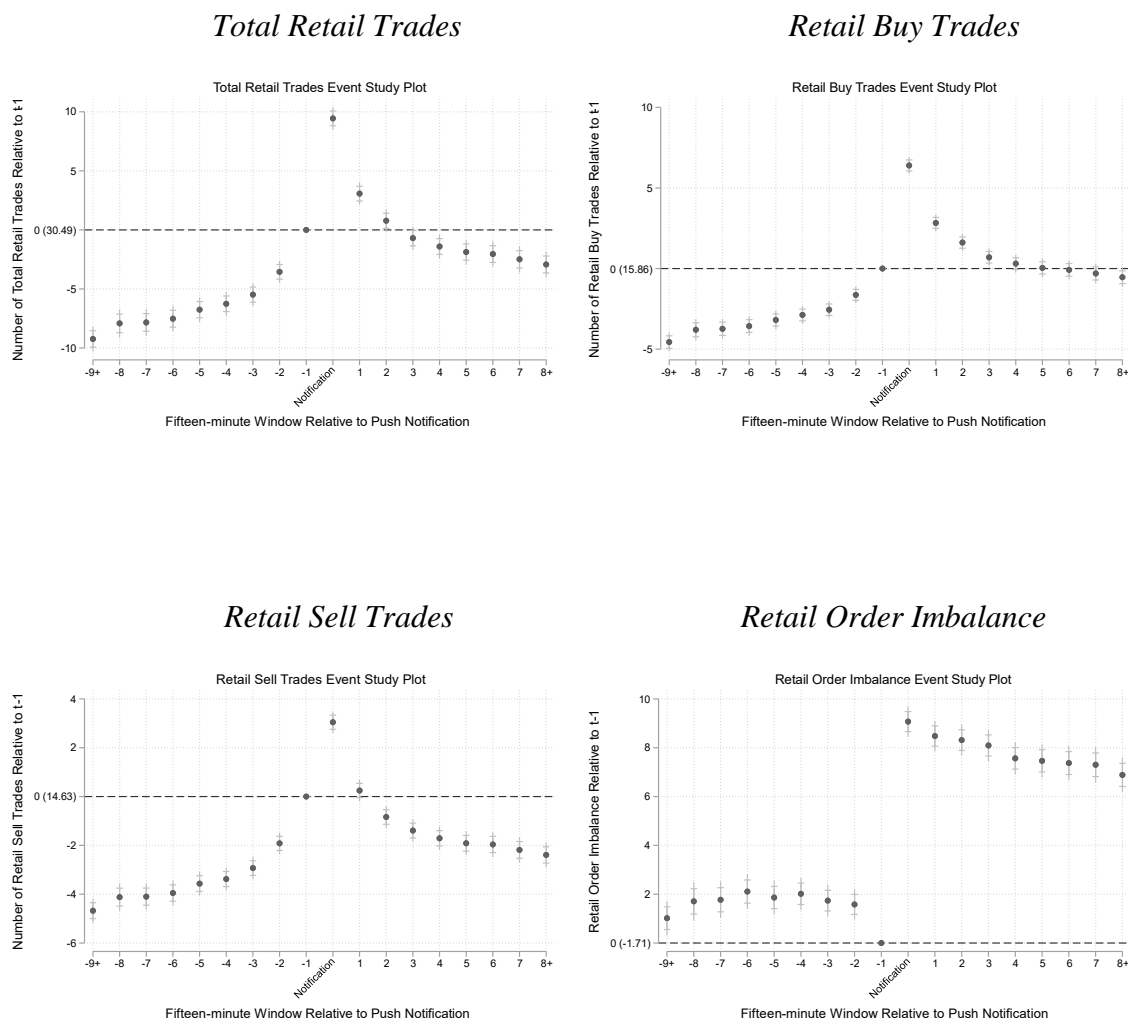 Total Retail Trades
Total Retail Trades Event Study Plot
Number of Total Retail Trades Relative to t-1
10
5
0 (30.49)
-5
-10
-9+ -8 -7 -6 -5 -4 -3 -2 -1 Notification 1 2 3 4 5 6 7 8+
Fifteen-minute Window Relative to Push Notification
Retail Buy Trades
Retail Buy Trades Event Study Plot
Number of Retail Buy Trades Relative to t-1
10
5
0 (15.86)
-5
-9+ -8 -7 -6 -5 -4 -3 -2 -1 Notification 1 2 3 4 5 6 7 8+
Fifteen-minute Window Relative to Push Notification
Retail Sell Trades
Retail Sell Trades Event Study Plot
Number of Retail Sell Trades Relative to t-1
4
2
0 (14.63)
-2
-4
-6
-9+ -8 -7 -6 -5 -4 -3 -2 -1 Notification 1 2 3 4 5 6 7 8+
Fifteen-minute Window Relative to Push Notification
Retail Order Imbalance
Retail Order Imbalance Event Study Plot
Retail Order Imbalance Relative to t-1
10
8
6
4
2
0 (-1.71)
-9+ -8 -7 -6 -5 -4 -3 -2 -1 Notification 1 2 3 4 5 6 7 8+
Fifteen-minute Window Relative to Push Notification